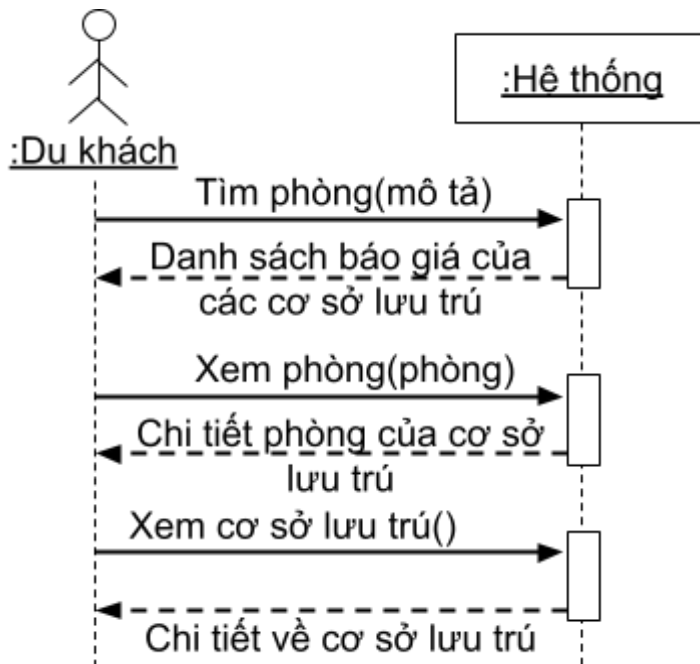 :Hệ thống
:Du khách
Tìm phòng(mô tả)
Danh sách báo giá của
các cơ sở lưu trú
Xem phòng(phòng)
Chi tiết phòng của cơ sở
lưu trú
Xem cơ sở lưu trú()
Chi tiết về cơ sở lưu trú